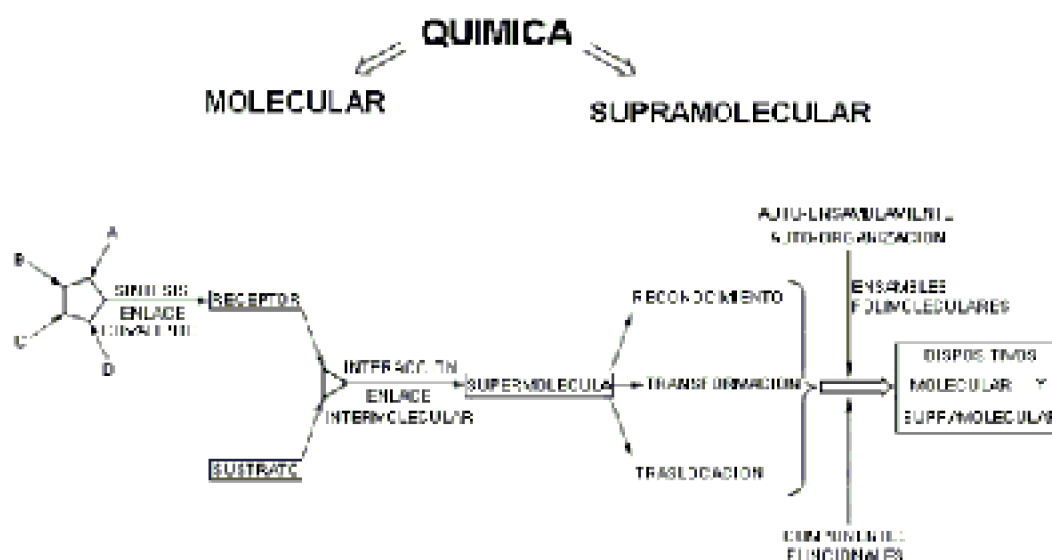 QUIMICA
MOLECULAR
SUPRAMOLECULAR
A
B
C
D
SINTESIS
ENLACE
COVALENTE
RECEPTOR
SUSTRATO
INTERACCION
ENLACE
INTERMOLECULAR
SUPERMOLECULA
RECONOCIMIENTO
TRANSFORMACION
TRASLOCACION
AUTO-ENSAMBLAMIENTO
AUTO-ORGANIZACION
ENSAMBLES
POLIMOLECULARES
DISPOSITIVOS
MOLECULAR Y
SUPRAMOLECULAR
COMPONENTES
FUNCIONALES